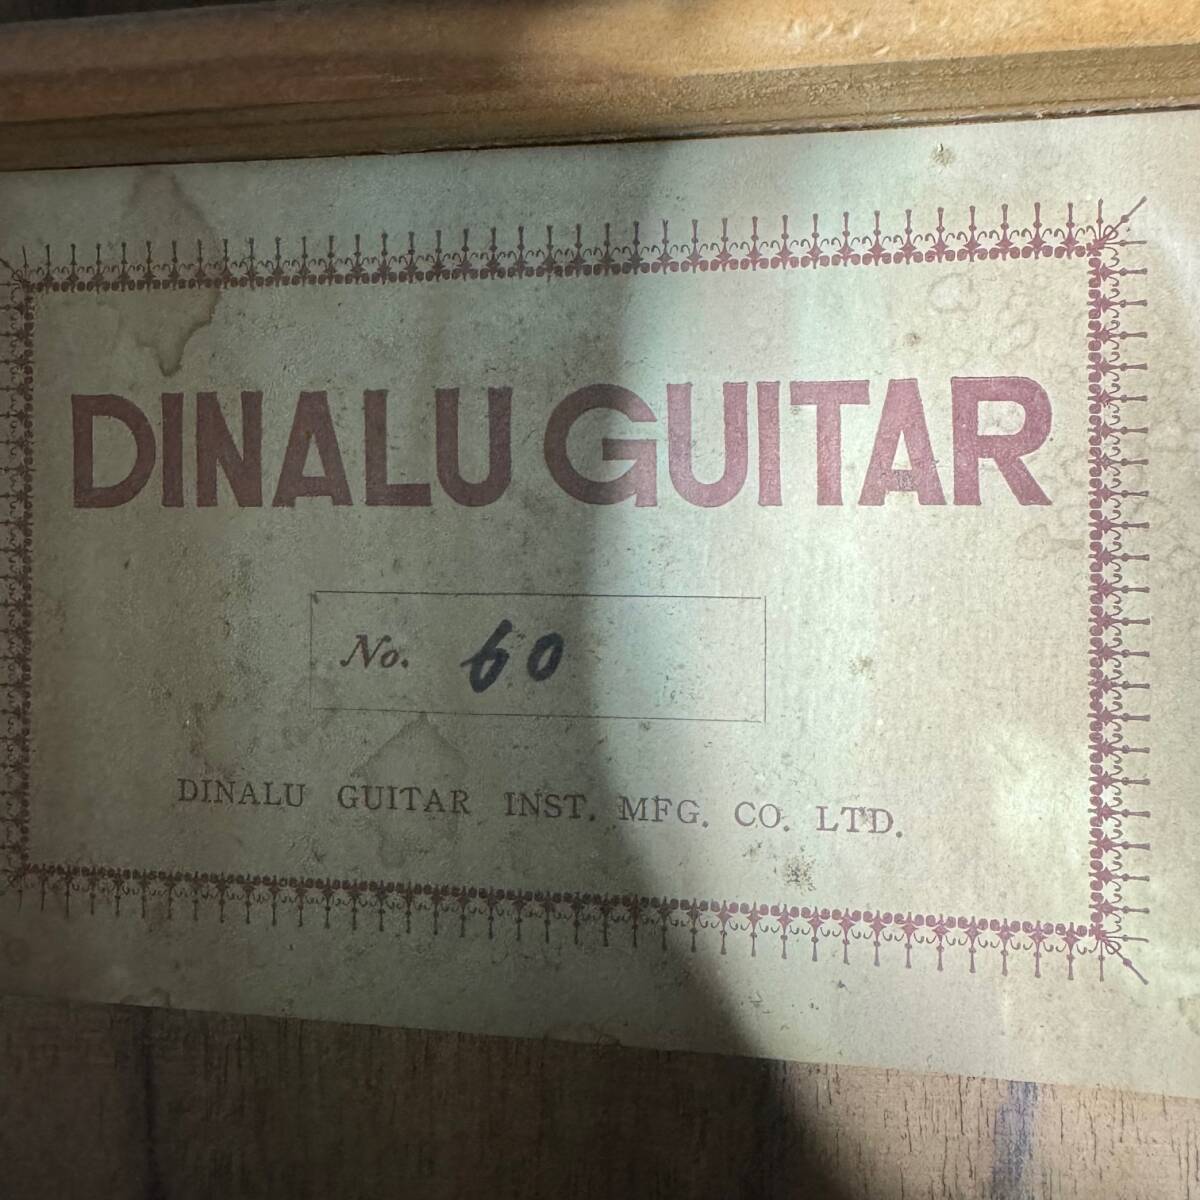 DINALU GUITAR
No. 60
DINALU GUITAR INST. MFG. CO. LTD.